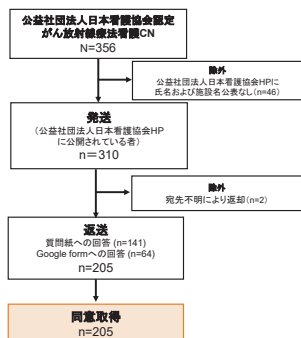 公益社団法人日本看護協会認定
がん放射線療法看護CN
N=356
除外
公益社団法人日本看護協会HPに
氏名および施設名公表なし(n=46)
発送
(公益社団法人日本看護協会HP
に公開されている者)
n＝310
除外
宛先不明により返却(n=2)
返送
質問紙への回答 (n=141)
Google formへの回答 (n=64)
n=205
同意取得
n=205